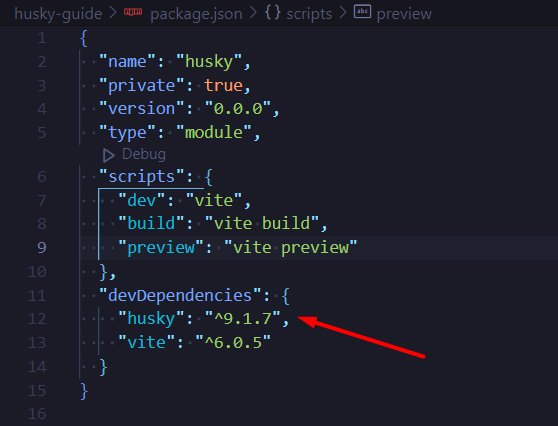 husky-guide > package.json > {} scripts > abc preview
1 {
2   "name": "husky",
3   "private": true,
4   "version": "0.0.0",
5   "type": "module",
Debug
6   "scripts": {
7     "dev": "vite",
8     "build": "vite build",
9     "preview": "vite preview"
10   },
11   "devDependencies": {
12     "husky": "^9.1.7",
13     "vite": "^6.0.5"
14   }
15 }
16